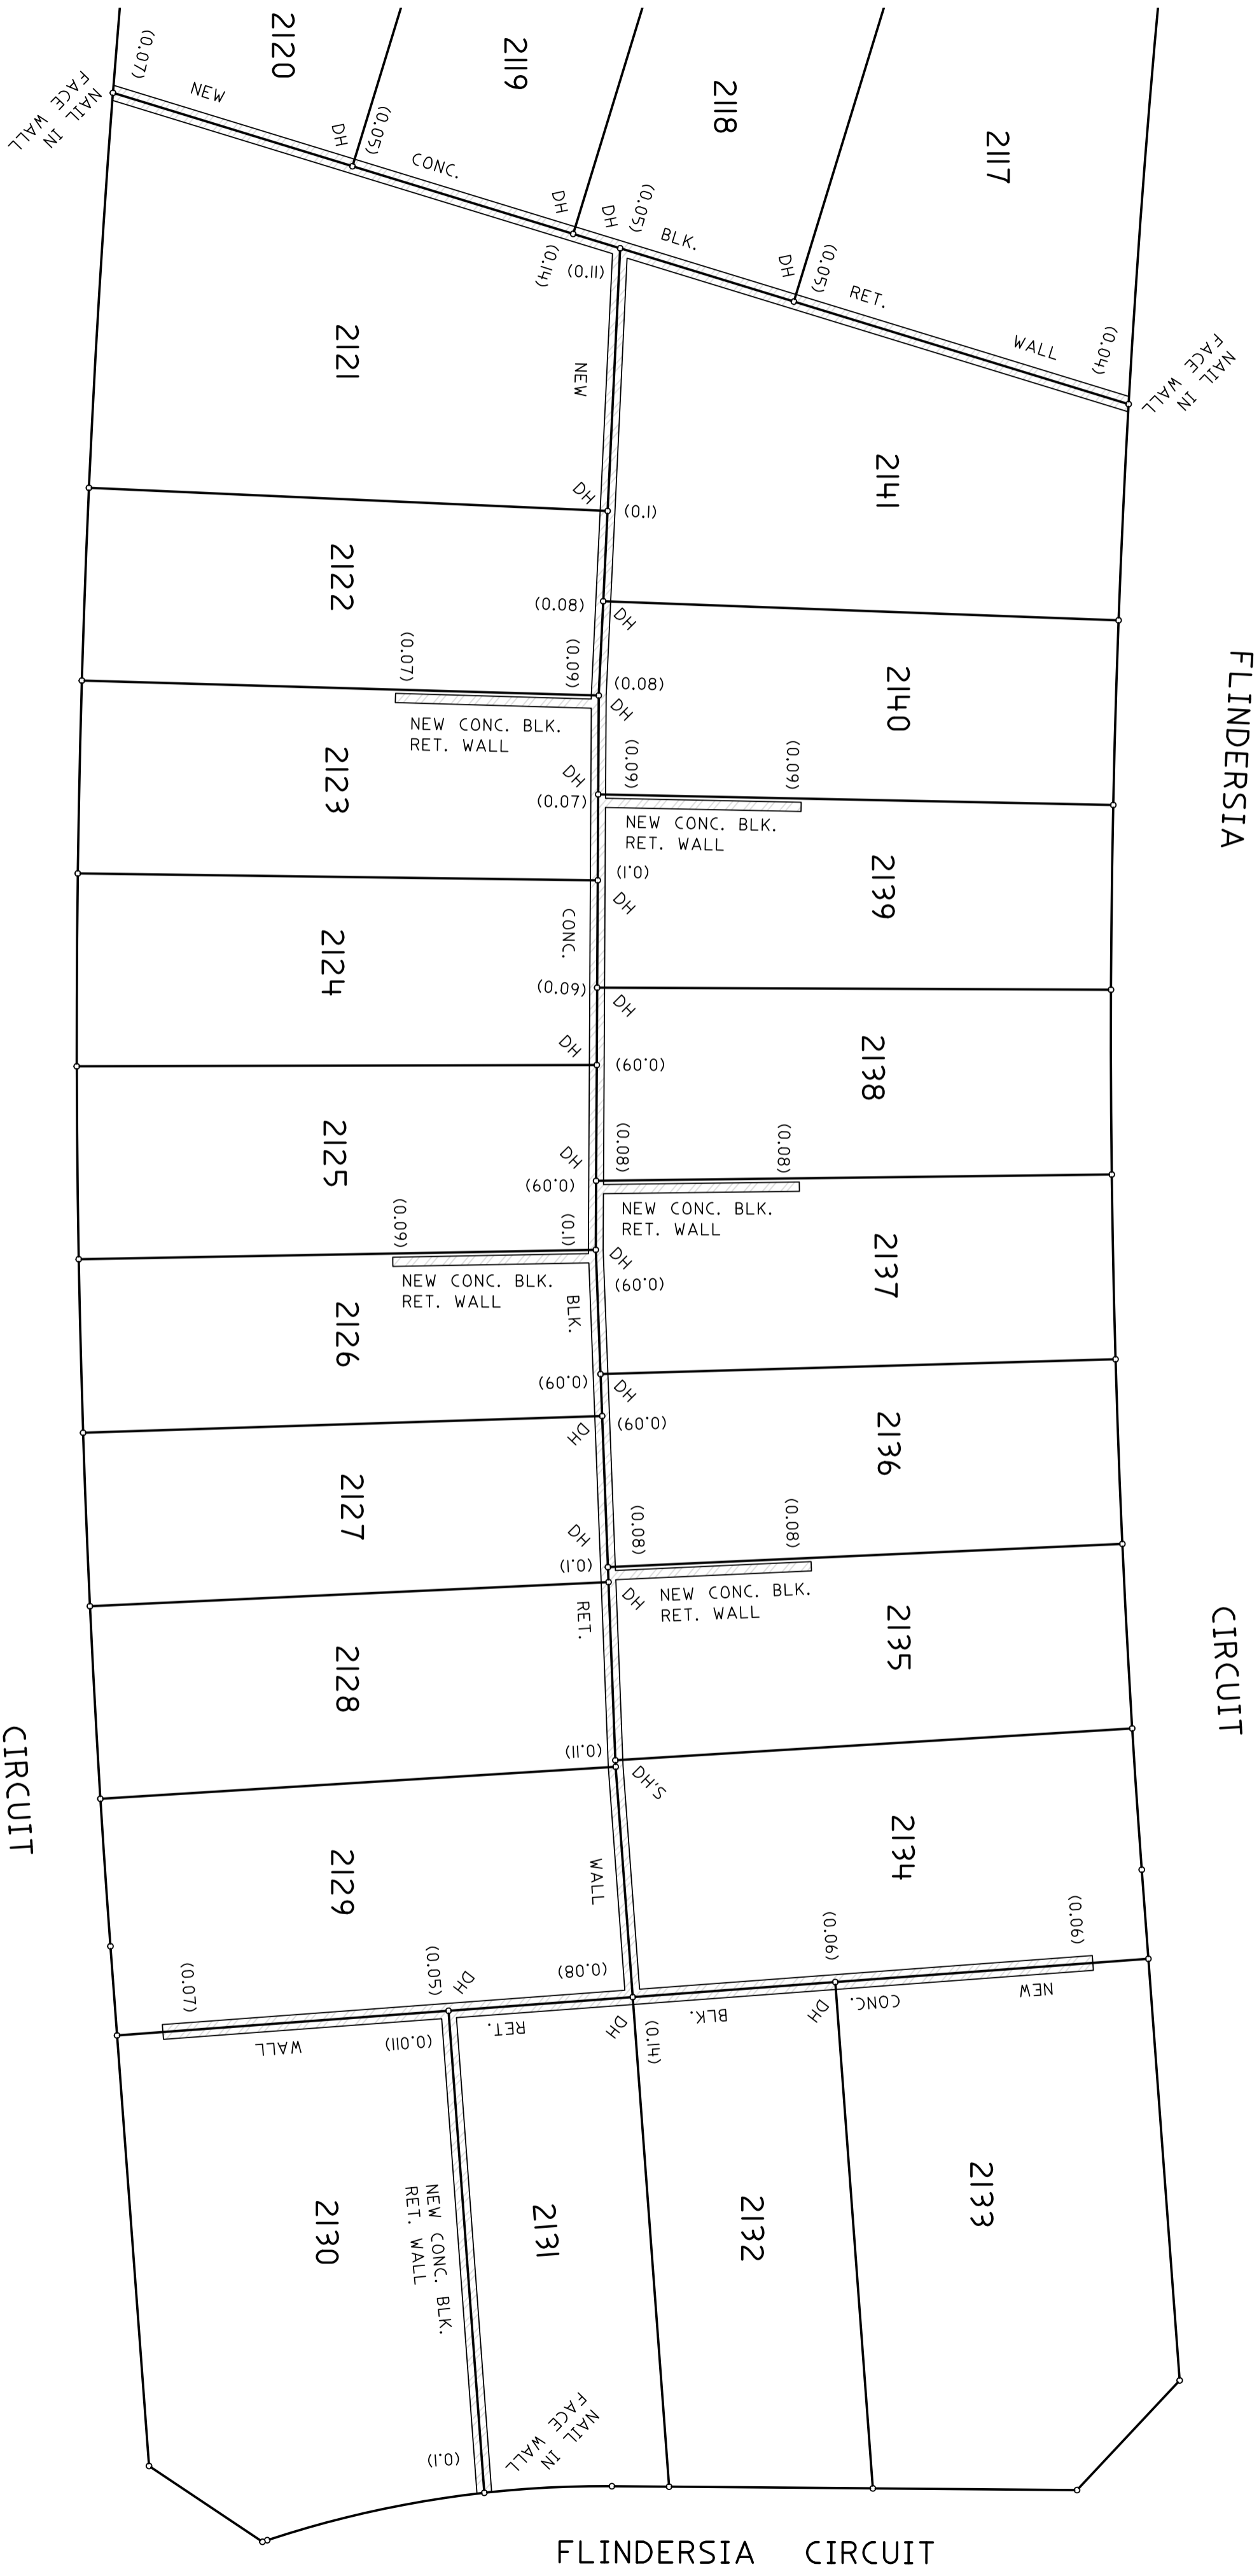 2120
2119
2118
2117
(0.07)
NAIL IN
FACE WALL
NEW
DH
(0.05)
CONC.
DH
DH
(0.05)
BLK.
DH
(0.05)
RET.
WALL
(0.04)
NAIL IN
FACE WALL
(0.14)
(0.11)
2121
NEW
2141
DH
(0.1)
2122
(0.08)
DH
FLINDERSIA
(0.07)
(0.09)
(0.08)
DH
2140
NEW CONC. BLK.
RET. WALL
2123
DH
(0.07)
(0.09)
(0.09)
NEW CONC. BLK.
RET. WALL
(0.1)
DH
2139
CONC.
2124
(0.09)
DH
DH
(0.09)
2138
2125
DH
(0.09)
(0.08)
(0.08)
NEW CONC. BLK.
RET. WALL
(0.09)
(0.1)
DH
(0.09)
2137
NEW CONC. BLK.
RET. WALL
BLK.
2126
(0.09)
DH
(0.09)
DH
2136
2127
DH
(0.1)
(0.08)
(0.08)
DH
NEW CONC. BLK.
RET. WALL
RET.
2128
2135
CIRCUIT
(0.11)
DH'S
CIRCUIT
2129
WALL
2134
(0.07)
(0.05)
DH
(0.08)
(0.06)
(0.06)
WALL
(0.011)
RET.
DH
(0.14)
BLK.
DH
CONC.
NEW
2130
NEW CONC. BLK.
RET. WALL
2131
2132
2133
(0.1)
NAIL IN
FACE WALL
FLINDERSIA CIRCUIT